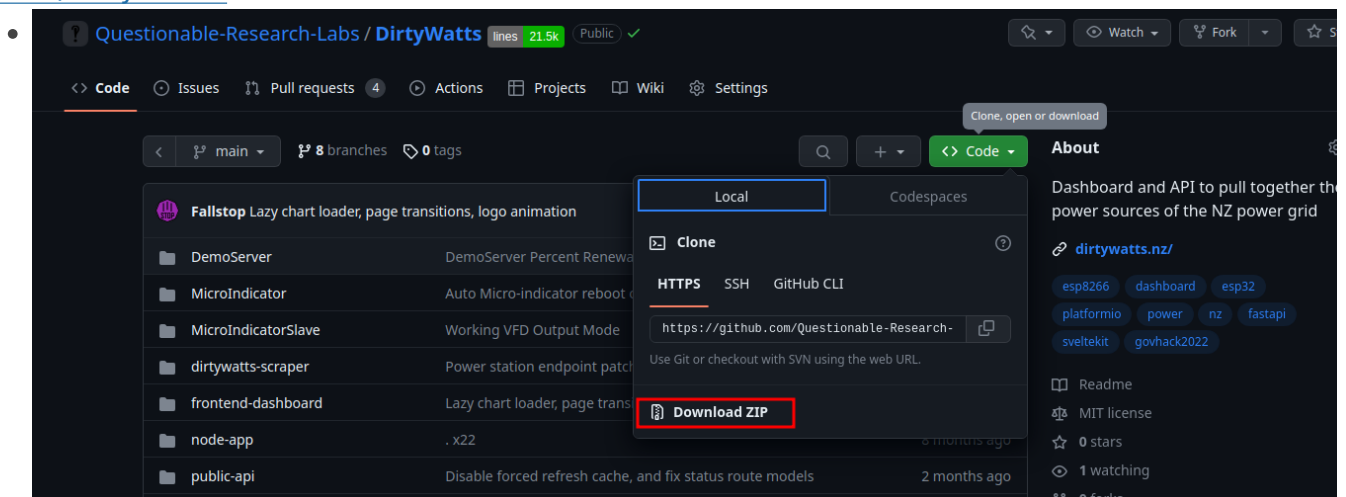 Questionable-Research-Labs / DirtyWatts lines 21.5k Public
Watch Fork
Code Issues Pull requests 4 Actions Projects Wiki Settings
Clone, open or download
main 8 branches 0 tags
Code
About
Dashboard and API to pull together the
power sources of the NZ power grid
dirtywatts.nz/
esp8266 dashboard esp32
platformio power nz fastapi
sveltekit govhack2022
Readme
MIT license
0 stars
1 watching
Local Codespaces
Clone
HTTPS SSH GitHub CLI
https://github.com/Questionable-Research-
Use Git or checkout with SVN using the web URL.
Download ZIP
Fallstop Lazy chart loader, page transitions, logo animation
DemoServer DemoServer Percent Renewa
MicroIndicator Auto Micro-indicator reboot
MicroIndicatorSlave Working VFD Output Mode
dirtywatts-scraper Power station endpoint patc
frontend-dashboard Lazy chart loader, page trans
node-app . x22 8 months ago
public-api Disable forced refresh cache, and fix status route models 2 months ago